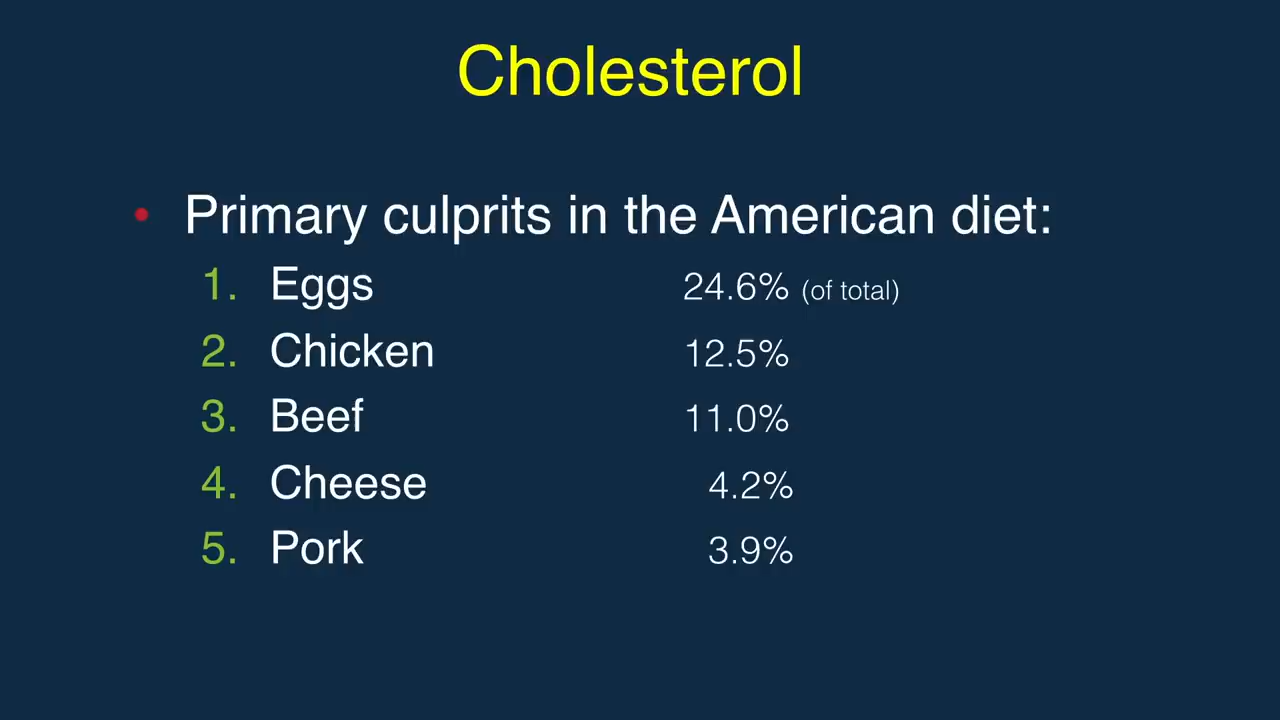 Cholesterol
• Primary culprits in the American diet:
1. Eggs 24.6% (of total)
2. Chicken 12.5%
3. Beef 11.0%
4. Cheese 4.2%
5. Pork 3.9%